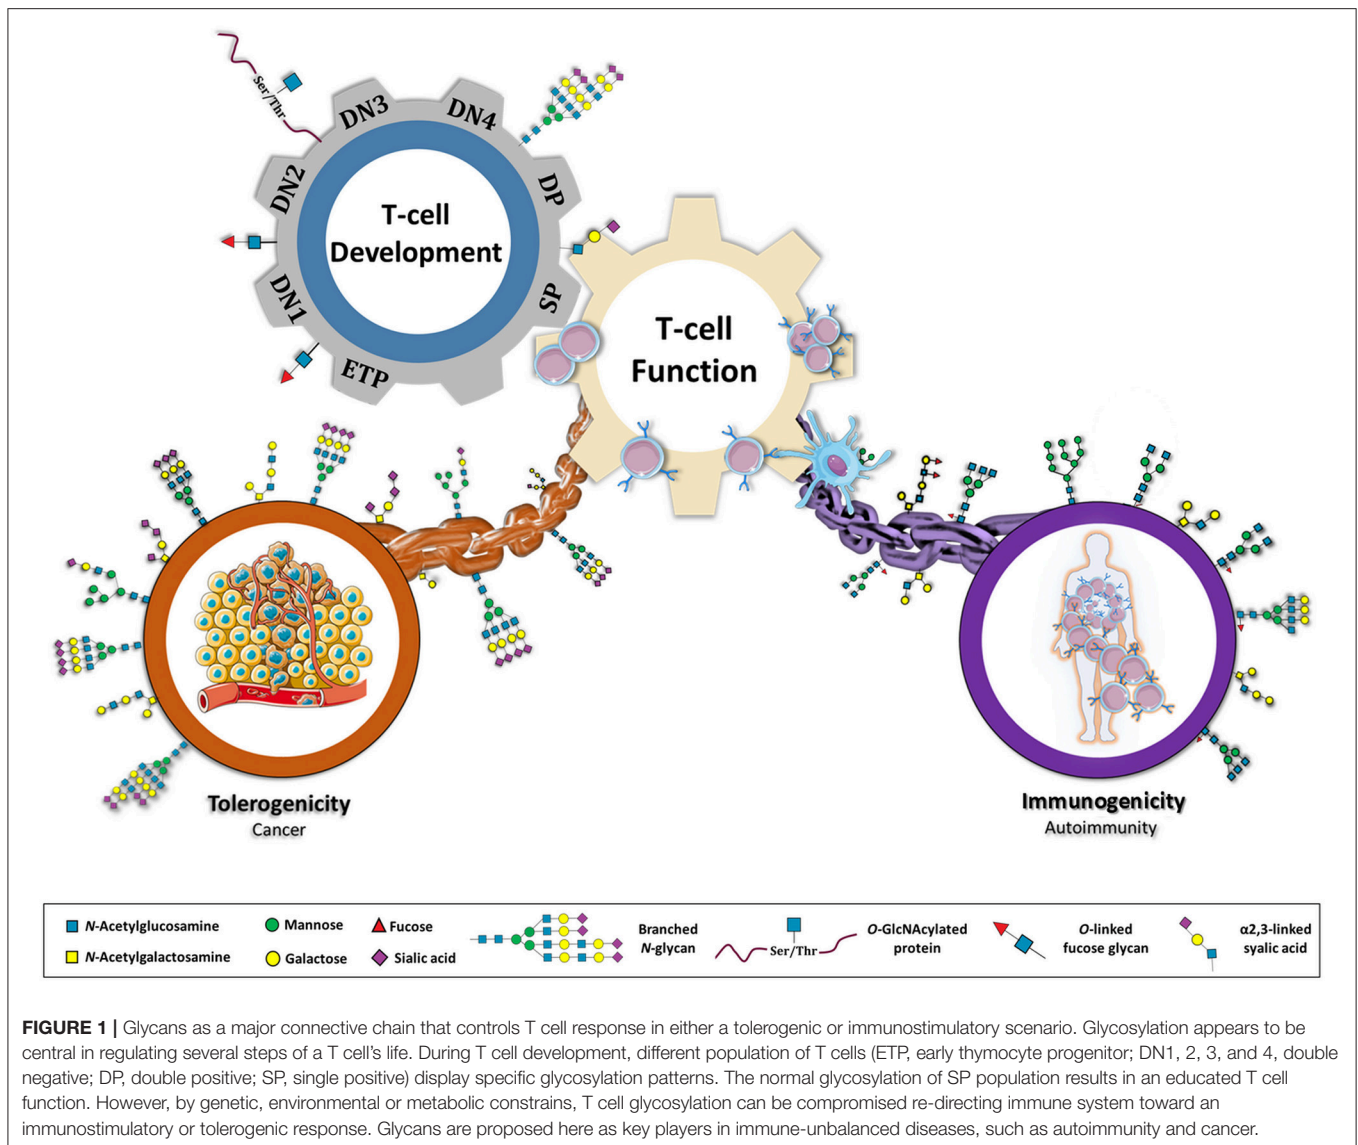 Ser/Thr
DN3
DN4
DN2
DP
T-cell
Development
DN1
SP
ETP
T-cell
Function
Tolerogenicity
Cancer
Immunogenicity
Autoimmunity
N-Acetylglucosamine
Mannose
Fucose
Branched
N-glycan
Ser/Thr
O-GlcNAcylated
protein
O-linked
fucose glycan
α2,3-linked
syalic acid
N-Acetylgalactosamine
Galactose
Sialic acid
FIGURE 1 | Glycans as a major connective chain that controls T cell response in either a tolerogenic or immunostimulatory scenario. Glycosylation appears to be
central in regulating several steps of a T cell's life. During T cell development, different population of T cells (ETP, early thymocyte progenitor; DN1, 2, 3, and 4, double
negative; DP, double positive; SP, single positive) display specific glycosylation patterns. The normal glycosylation of SP population results in an educated T cell
function. However, by genetic, environmental or metabolic constrains, T cell glycosylation can be compromised re-directing immune system toward an
immunostimulatory or tolerogenic response. Glycans are proposed here as key players in immune-unbalanced diseases, such as autoimmunity and cancer.